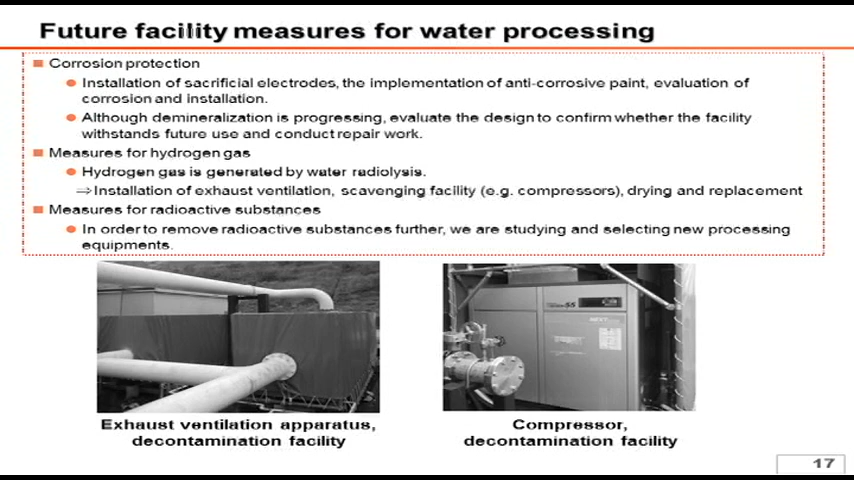 Future facility measures for water processing
Corrosion protection
Installation of sacrificial electrodes, the implementation of anti-corrosive paint, evaluation of
corrosion and installation.
Although demineralization is progressing, evaluate the design to confirm whether the facility
withstands future use and conduct repair work.
Measures for hydrogen gas
Hydrogen gas is generated by water radiolysis.
⇒Installation of exhaust ventilation, scavenging facility (e.g. compressors), drying and replacement
Measures for radioactive substances
In order to remove radioactive substances further, we are studying and selecting new processing
equipments.
55
NEXT
Exhaust ventilation apparatus,
decontamination facility
Compressor,
decontamination facility
17